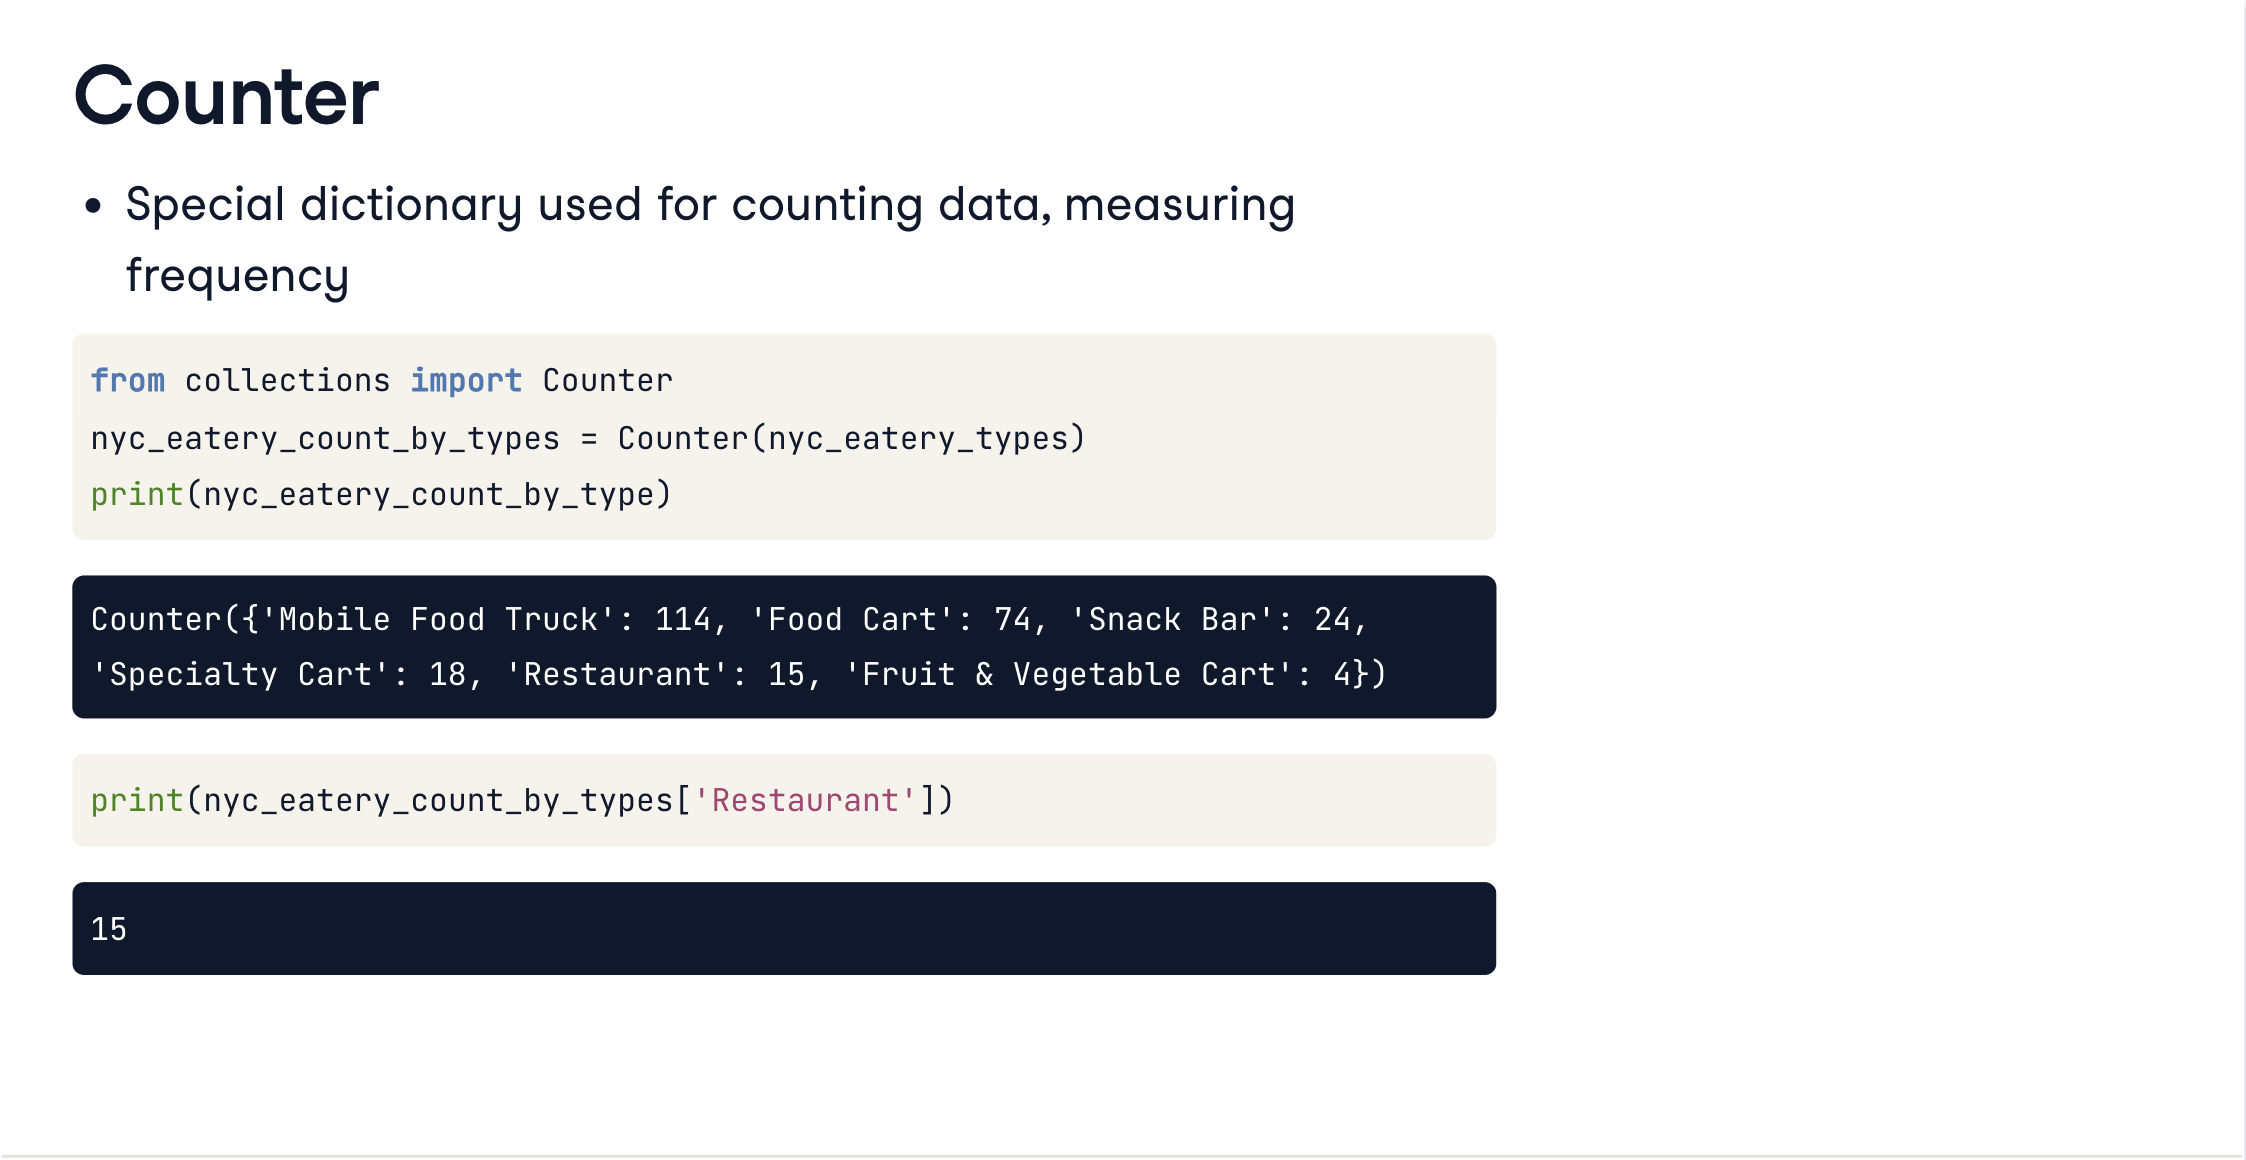 Counter
• Special dictionary used for counting data, measuring
frequency
from collections import Counter
nyc_eatery_count_by_types = Counter(nyc_eatery_types)
print(nyc_eatery_count_by_type)
Counter({'Mobile Food Truck': 114, 'Food Cart': 74, 'Snack Bar': 24,
'Specialty Cart': 18, 'Restaurant': 15, 'Fruit & Vegetable Cart': 4})
print(nyc_eatery_count_by_types['Restaurant'])
15